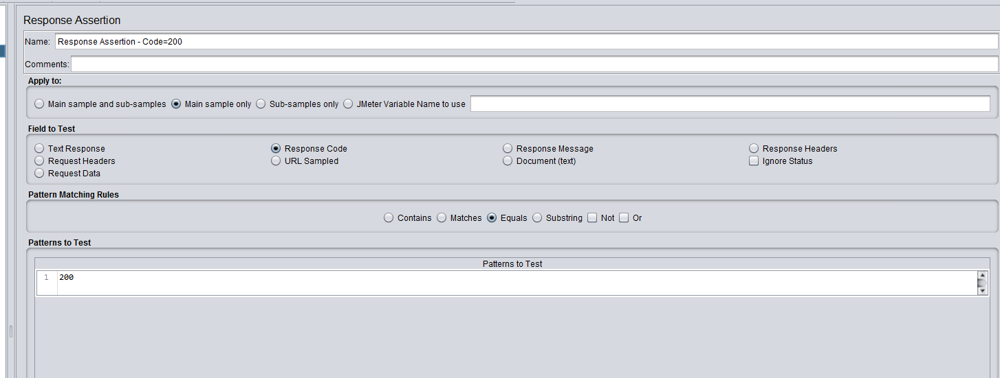 Response Assertion
Name: Response Assertion - Code=200
Comments:
Apply to:
Main sample and sub-samples Main sample only Sub-samples only JMeter Variable Name to use
Field to Test
Text Response Response Code Response Message Response Headers
Request Headers URL Sampled Document (text) Ignore Status
Request Data
Pattern Matching Rules
Contains Matches Equals Substring Not Or
Patterns to Test
Patterns to Test
1 200